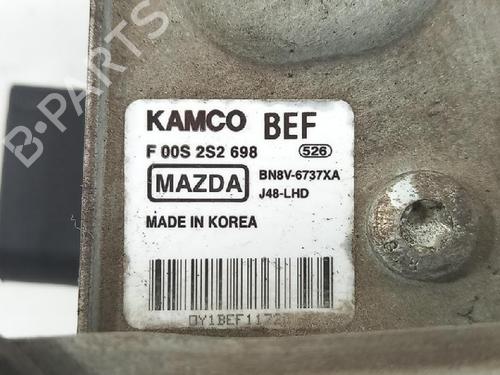 B-PARTS
KAMCO BEF
F 00S 2S2 698 526
MAZDA BN8V-6737XA
J48-LHD
MADE IN KOREA